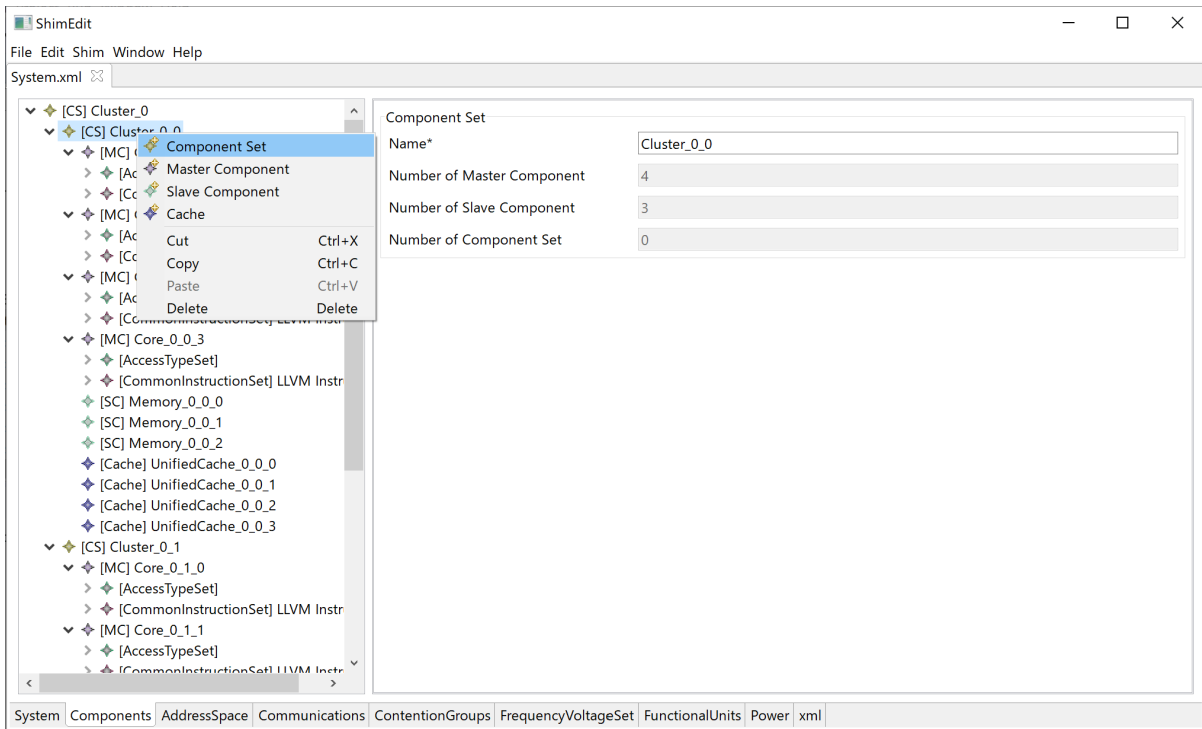 ShimEdit
File Edit Shim Window Help
System.xml
[CS] Cluster_0
[CS] Cluster_0_0
[MC]
[MC]
[MC]
[MC] Core_0_0_3
[AccessTypeSet]
[CommonInstructionSet] LLVM Instr
[SC] Memory_0_0_0
[SC] Memory_0_0_1
[SC] Memory_0_0_2
[Cache] UnifiedCache_0_0_0
[Cache] UnifiedCache_0_0_1
[Cache] UnifiedCache_0_0_2
[Cache] UnifiedCache_0_0_3
[CS] Cluster_0_1
[MC] Core_0_1_0
[AccessTypeSet]
[CommonInstructionSet] LLVM Instr
[MC] Core_0_1_1
[AccessTypeSet]
[CommonInstructionSet] LLVM Instr
Component Set
Master Component
Slave Component
Cache
Cut Ctrl+X
Copy Ctrl+C
Paste Ctrl+V
Delete Delete
Component Set
Name* Cluster_0_0
Number of Master Component 4
Number of Slave Component 3
Number of Component Set 0
System Components AddressSpace Communications ContentionGroups FrequencyVoltageSet FunctionalUnits Power xml